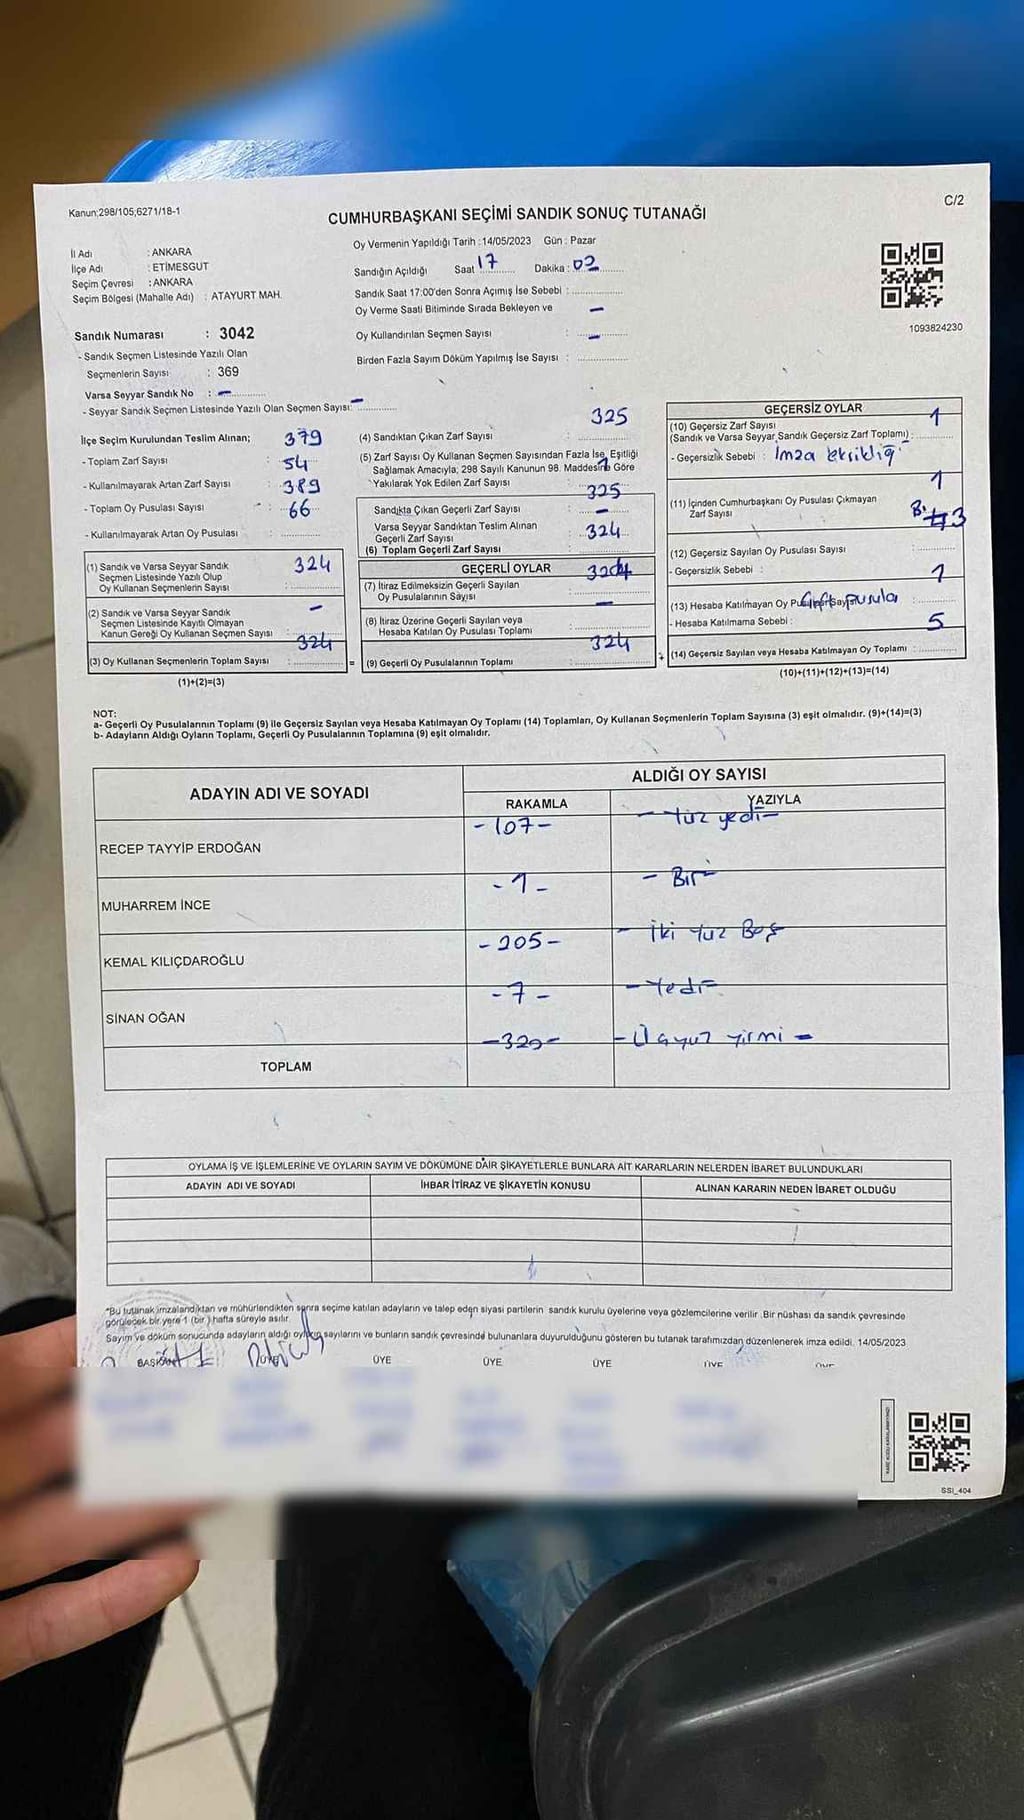 C/2
Kanun;298/105;6271/18-1
CUMHURBAŞKANI SEÇİMİ SANDIK SONUÇ TUTANAĞI
İl Adı : ANKARA
İlçe Adı : ETİMESGUT
Seçim Çevresi : ANKARA
Seçim Bölgesi (Mahalle Adı) : ATAYURT MAH.
Oy Vermenin Yapıldığı Tarih :14/05/2023 Gün : Pazar
Sandığın Açıldığı Saat 17 Dakika : 02
Sandık Saat 17:00'den Sonra Açımış İse Sebebi :
Oy Verme Saati Bitiminde Sırada Bekleyen ve
Oy Kullandırılan Seçmen Sayısı : -
Birden Fazla Sayım Döküm Yapılmış İse Sayısı :
1093824230
Sandık Numarası : 3042
- Sandık Seçmen Listesinde Yazılı Olan
Seçmenlerin Sayısı : 369
Varsa Seyyar Sandık No : -
- Seyyar Sandık Seçmen Listesinde Yazılı Olan Seçmen Sayısı: -
İlçe Seçim Kurulundan Teslim Alınan;
379
- Toplam Zarf Sayısı :
54
- Kullanılmayarak Artan Zarf Sayısı :
389
- Toplam Oy Pusulası Sayısı :
66
- Kullanılmayarak Artan Oy Pusulası :
(1) Sandık ve Varsa Seyyar Sandık
Seçmen Listesinde Yazılı Olup
Oy Kullanan Seçmenlerin Sayısı : 324
(2) Sandık ve Varsa Seyyar Sandık
Seçmen Listesinde Kayıtlı Olmayan
Kanun Gereği Oy Kullanan Seçmen Sayısı : -
324
(3) Oy Kullanan Seçmenlerin Toplam Sayısı :
(1)+(2)=(3)
325
(4) Sandıktan Çıkan Zarf Sayısı :
(5) Zarf Sayısı Oy Kullanan Seçmen Sayısından Fazla İse, Eşitliği
Sağlamak Amacıyla, 298 Sayılı Kanunun 98. Maddesine Göre
Yakılarak Yok Edilen Zarf Sayısı : 1
325
Sandıkta Çıkan Geçerli Zarf Sayısı :
Varsa Seyyar Sandıktan Teslim Alınan
Geçerli Zarf Sayısı : -
324
(6) Toplam Geçerli Zarf Sayısı :
GEÇERLİ OYLAR
(7) İtiraz Edilmeksizin Geçerli Sayılan
Oy Pusulalarının Sayısı :
(8) İtiraz Üzerine Geçerli Sayılan veya
Hesaba Katılan Oy Pusulası Toplamı : -
324
(9) Geçerli Oy Pusulalarının Toplamı :
GEÇERSİZ OYLAR
(10) Geçersiz Zarf Sayısı
(Sandık ve Varsa Seyyar Sandık Geçersiz Zarf Toplamı) : 1
- Geçersizlik Sebebi : İmza eksikliği
1
(11) İçinden Cumhurbaşkanı Oy Pusulası Çıkmayan
Zarf Sayısı
3
(12) Geçersiz Sayılan Oy Pusulası Sayısı :
- Geçersizlik Sebebi :
1
(13) Hesaba Katılmayan Oy Pusulası Sayısı
- Hesaba Katılmama Sebebi : Çift pusula
5
(14) Geçersiz Sayılan veya Hesaba Katılmayan Oy Toplamı :
(10)+(11)+(12)+(13)=(14)
NOT:
a- Geçerli Oy Pusulalarının Toplamı (9) ile Geçersiz Sayılan veya Hesaba Katılmayan Oy Toplamı (14) Toplamları, Oy Kullanan Seçmenlerin Toplam Sayısına (3) eşit olmalıdır. (9)+(14)=(3)
b- Adayların Aldığı Oyların Toplamı, Geçerli Oy Pusulalarının Toplamına (9) eşit olmalıdır.
ADAYIN ADI VE SOYADI
ALDIĞI OY SAYISI
RAKAMLA YAZIYLA
RECEP TAYYİP ERDOĞAN -107- - Yüz yedi -
MUHARREM İNCE -1- - Bir -
KEMAL KILIÇDAROĞLU -205- - İki Yüz Beş
SİNAN OĞAN -7- - Yedi -
TOPLAM -320- - Üçyüz yirmi -
OYLAMA İŞ VE İŞLEMLERİNE VE OYLARIN SAYIM VE DÖKÜMÜNE DAİR ŞİKAYETLERLE BUNLARA AİT KARARLARIN NELERDEN İBARET BULUNDUKLARI
ADAYIN ADI VE SOYADI İHBAR İTİRAZ VE ŞİKAYETİN KONUSU ALINAN KARARIN NEDEN İBARET OLDUĞU
*Bu tutanak imzalandıktan ve mühürlendikten sonra seçime katılan adayların ve talep eden siyasi partilerin sandık kurulu üyelerine veya gözlemcilerine verilir .Bir nüshası da sandık çevresinde
görülecek bir yere 1 (bir) hafta süreyle asılır.
Sayım ve döküm sonucunda adayların aldığı oyların sayılarını ve bunların sandık çevresinde bulunanlara duyurulduğunu gösteren bu tutanak tarafımızdan düzenlenerek imza edildi. 14/05/2023
BAŞKAN ÜYE ÜYE ÜYE ÜYE ÜYE ÜYE
SSI_404